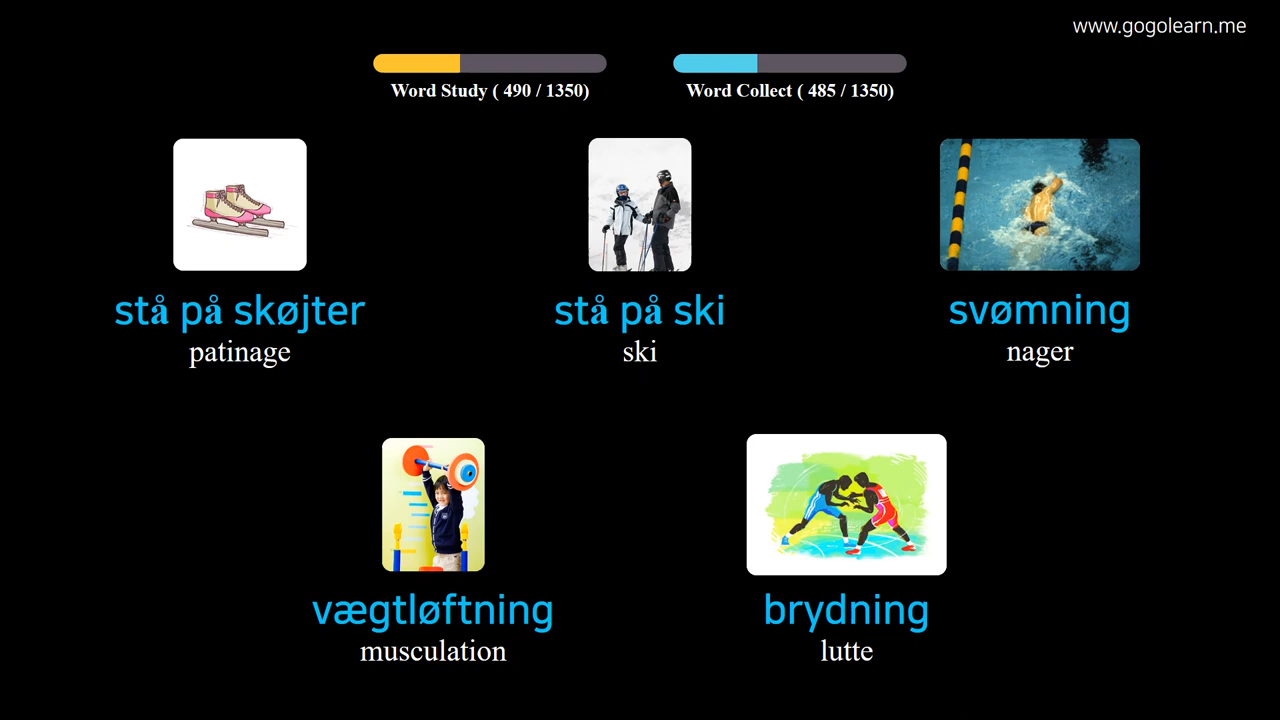 www.gogolearn.me
Word Study ( 490 / 1350)
Word Collect ( 485 / 1350)
stå på skøjter
patinage
stå på ski
ski
svømning
nager
vægtløftning
musculation
brydning
lutte